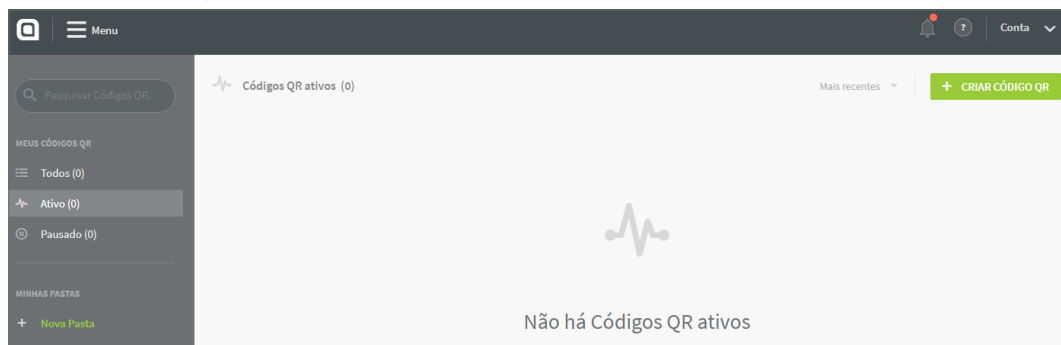 Menu
?
Conta
Pesquisar Códigos QR.
Códigos QR ativos (0)
Mais recentes
+ CRIAR CÓDIGO QR
MEUS CÓDIGOS QR
Todos (0)
Ativo (0)
Pausado (0)
MINHAS PASTAS
+ Nova Pasta
Não há Códigos QR ativos